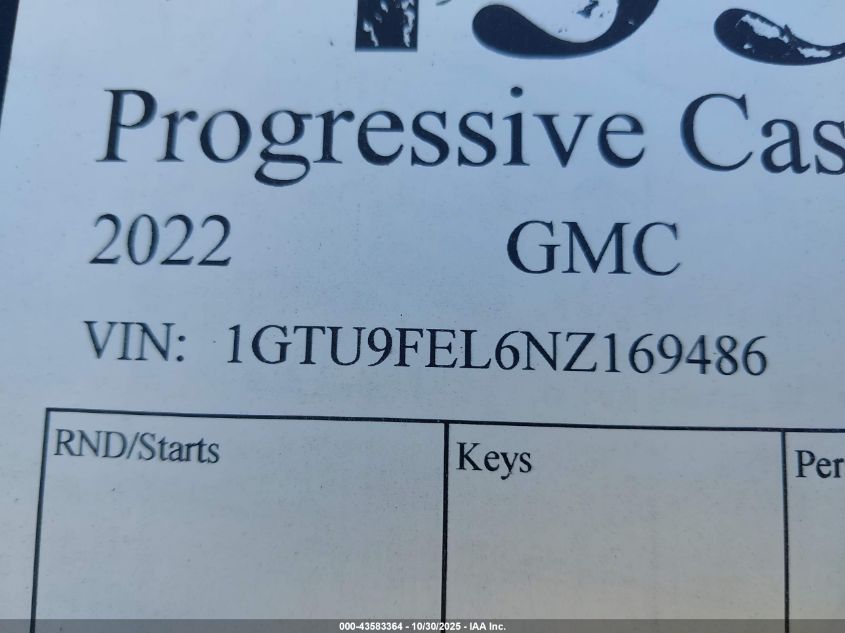 Progressive Cas
2022 GMC
VIN: 1GTU9FEL6NZ169486
RND/Starts Keys Per
000-43583364 - 10/30/2025 - IAA Inc.